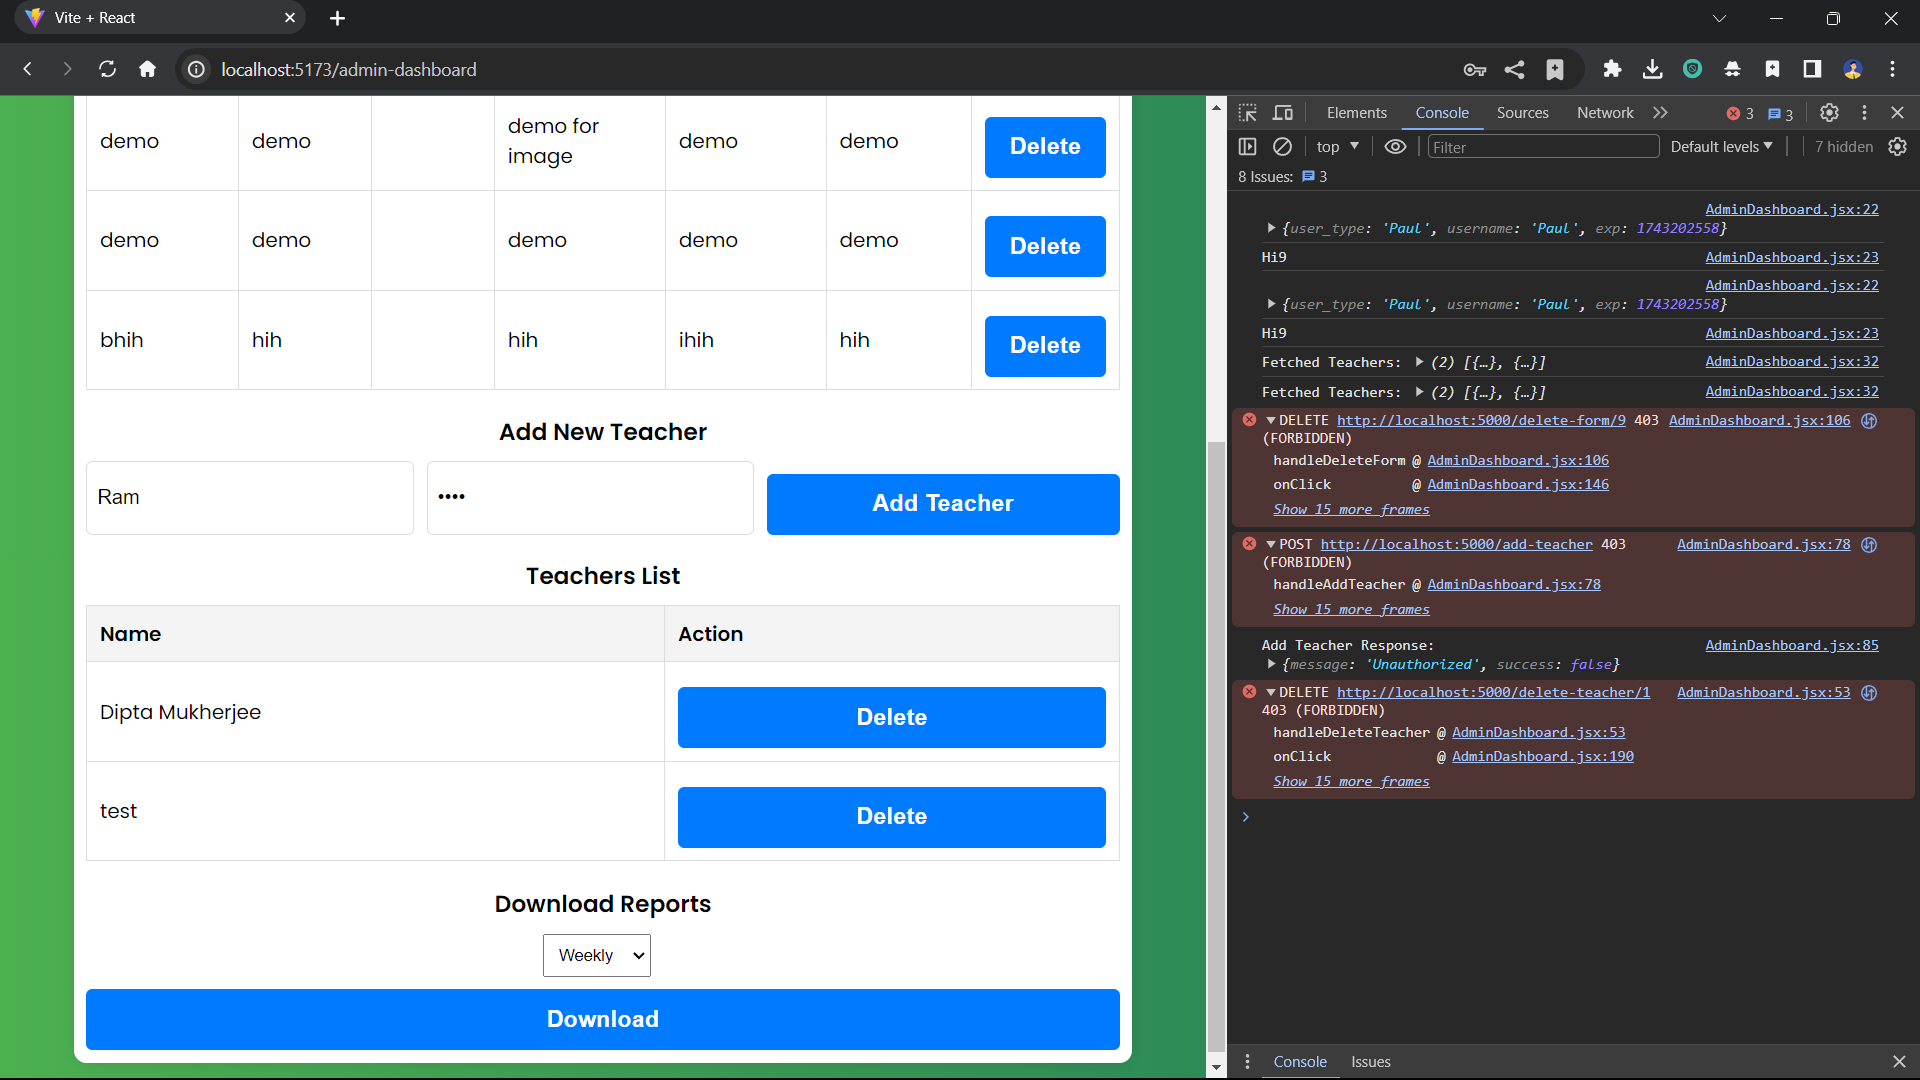 Vite + React
localhost:5173/admin-dashboard
demo demo demo for image demo demo Delete
demo demo demo demo demo Delete
bhih hih hih ihih hih Delete
Add New Teacher
Ram •••• Add Teacher
Teachers List
Name Action
Dipta Mukherjee Delete
test Delete
Download Reports
Weekly
Download
Elements Console Sources Network 3 3
top Filter Default levels 7 hidden
8 Issues: 3
AdminDashboard.jsx:22
{user_type: 'Paul', username: 'Paul', exp: 1743202558}
Hi9 AdminDashboard.jsx:23
AdminDashboard.jsx:22
{user_type: 'Paul', username: 'Paul', exp: 1743202558}
Hi9 AdminDashboard.jsx:23
Fetched Teachers: (2) [{…}, {…}] AdminDashboard.jsx:32
Fetched Teachers: (2) [{…}, {…}] AdminDashboard.jsx:32
DELETE http://localhost:5000/delete-form/9 403 AdminDashboard.jsx:106
(FORBIDDEN)
handleDeleteForm @ AdminDashboard.jsx:106
onClick @ AdminDashboard.jsx:146
Show 15 more frames
POST http://localhost:5000/add-teacher 403 AdminDashboard.jsx:78
(FORBIDDEN)
handleAddTeacher @ AdminDashboard.jsx:78
Show 15 more frames
Add Teacher Response: AdminDashboard.jsx:85
{message: 'Unauthorized', success: false}
DELETE http://localhost:5000/delete-teacher/1 AdminDashboard.jsx:53
403 (FORBIDDEN)
handleDeleteTeacher @ AdminDashboard.jsx:53
onClick @ AdminDashboard.jsx:190
Show 15 more frames
Console Issues